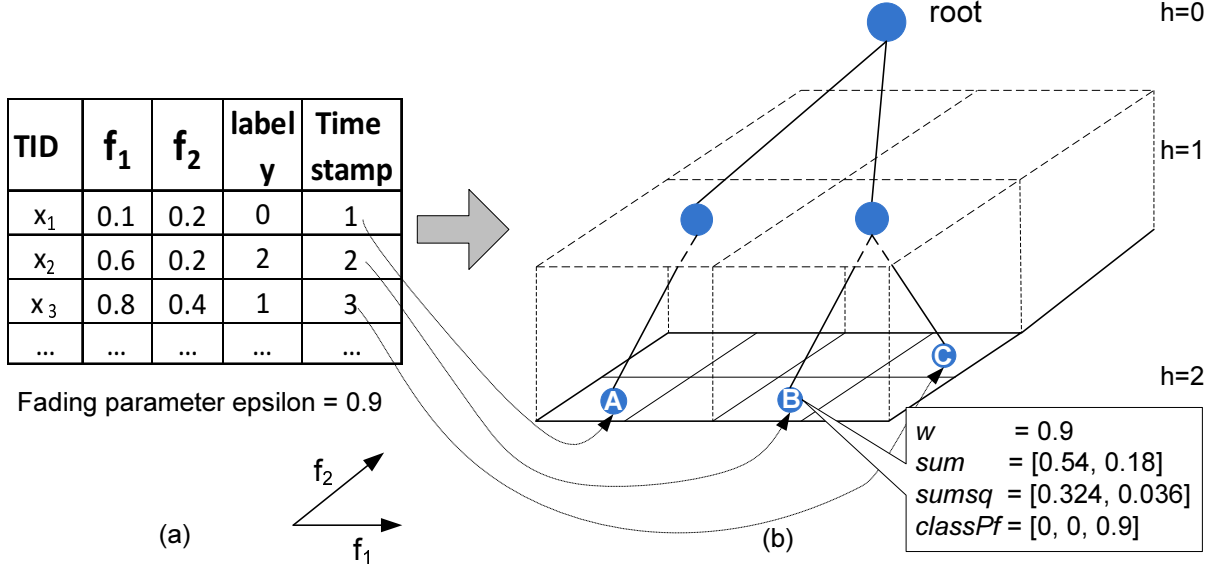 root
h=0
TID f₁ f₂ label y Time stamp
x₁ 0.1 0.2 0 1
x₂ 0.6 0.2 2 2
x₃ 0.8 0.4 1 3
... ... ... ... ...
Fading parameter epsilon = 0.9
h=1
A
B
C
h=2
w = 0.9
sum = [0.54, 0.18]
sumsq = [0.324, 0.036]
classPf = [0, 0, 0.9]
f₂
f₁
(a)
(b)